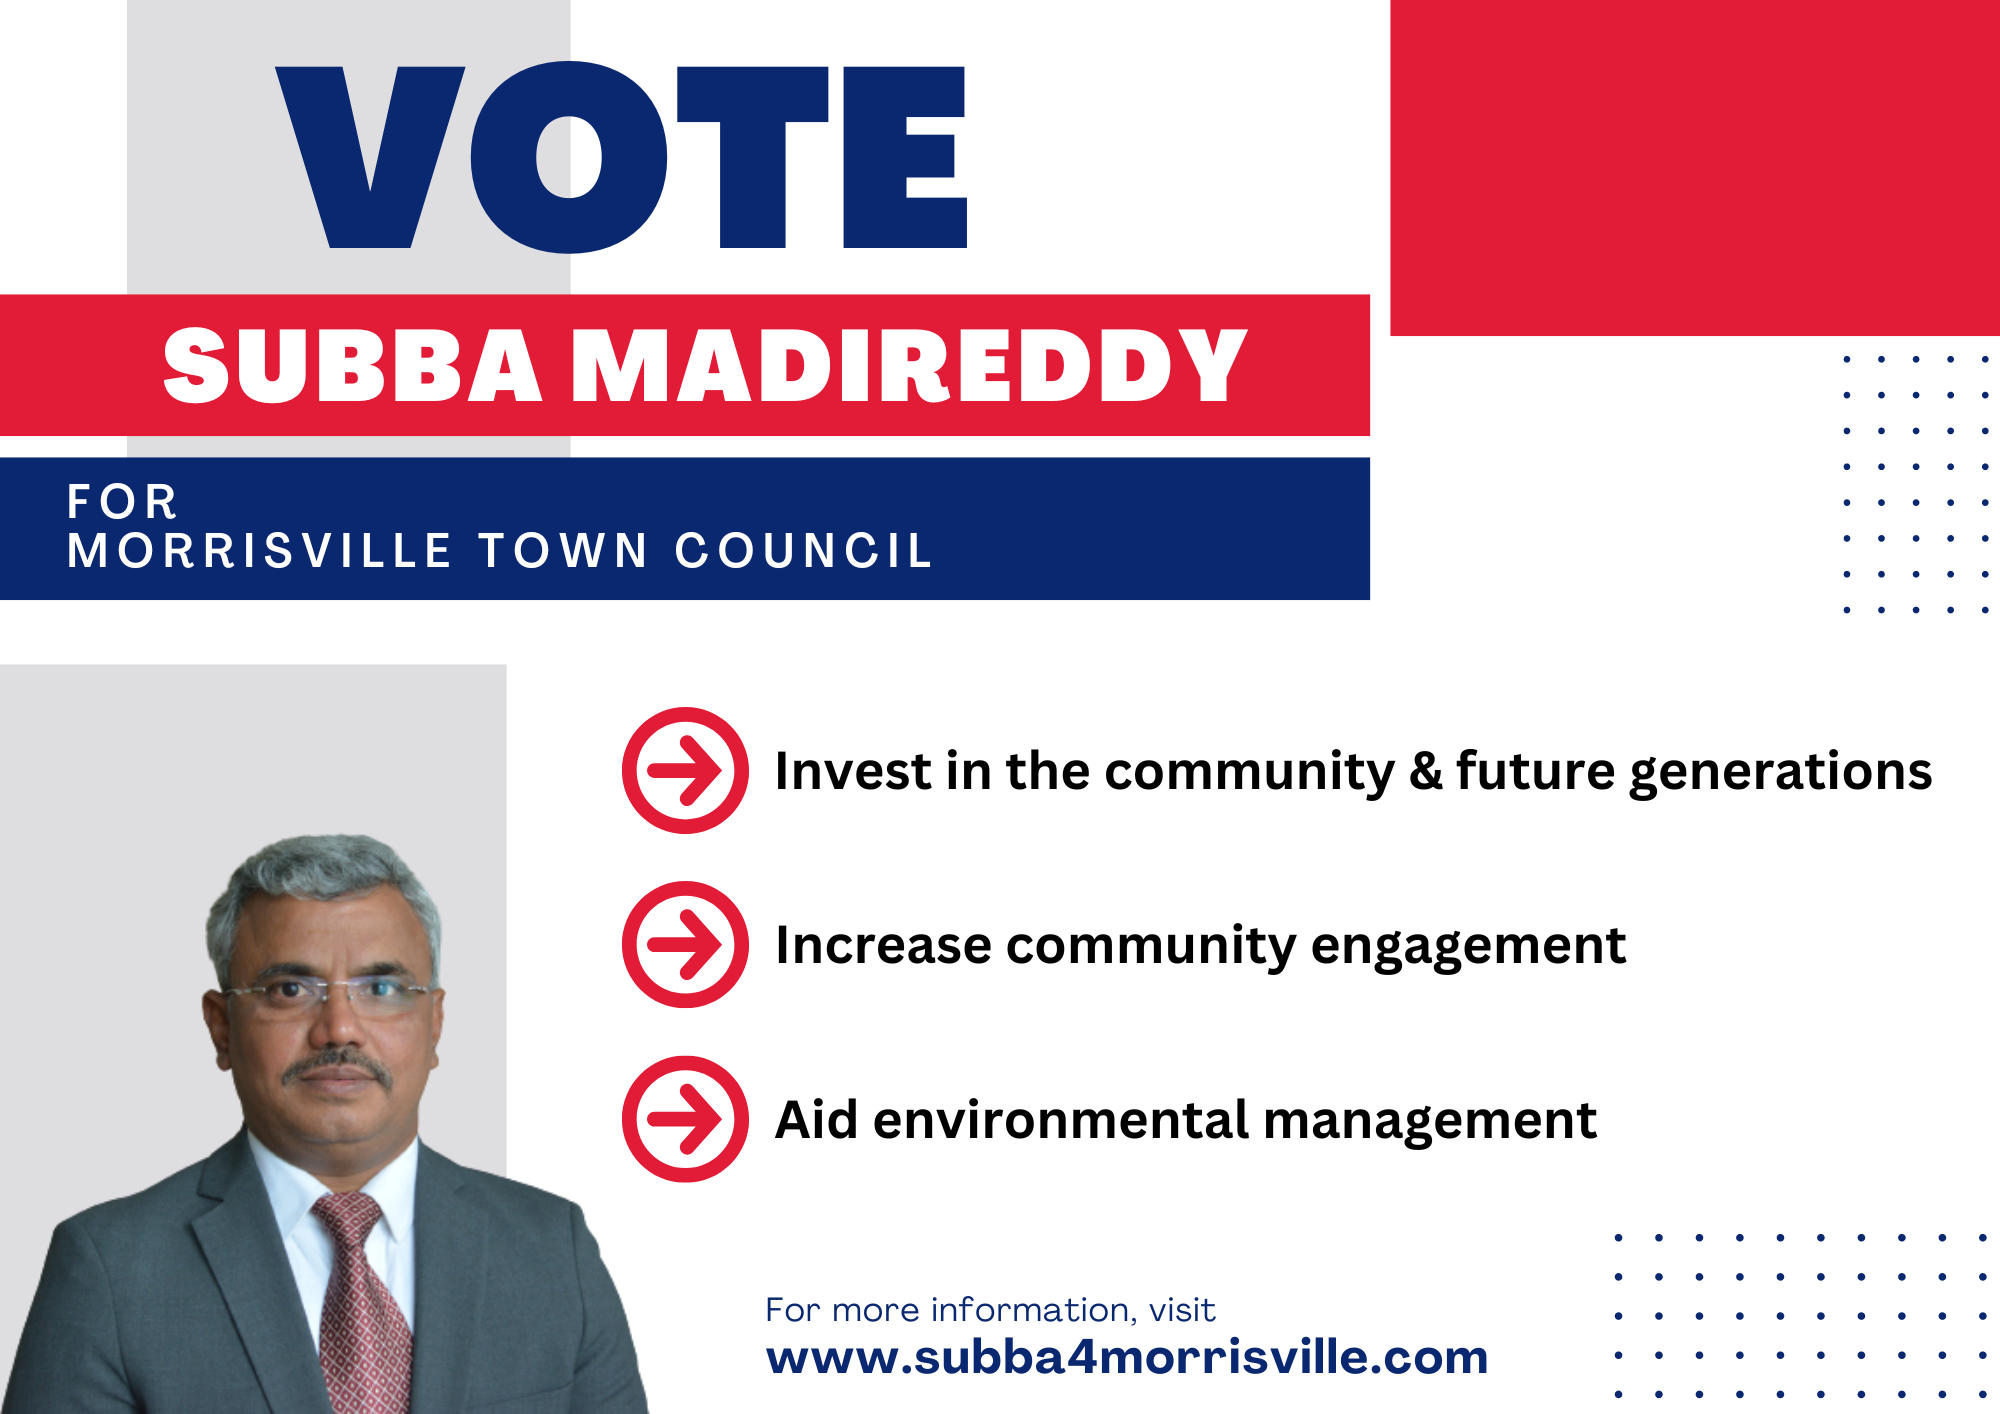 VOTE
SUBBA MADIREDDY
FOR
MORRISVILLE TOWN COUNCIL
Invest in the community & future generations
Increase community engagement
Aid environmental management
For more information, visit
www.subba4morrisville.com